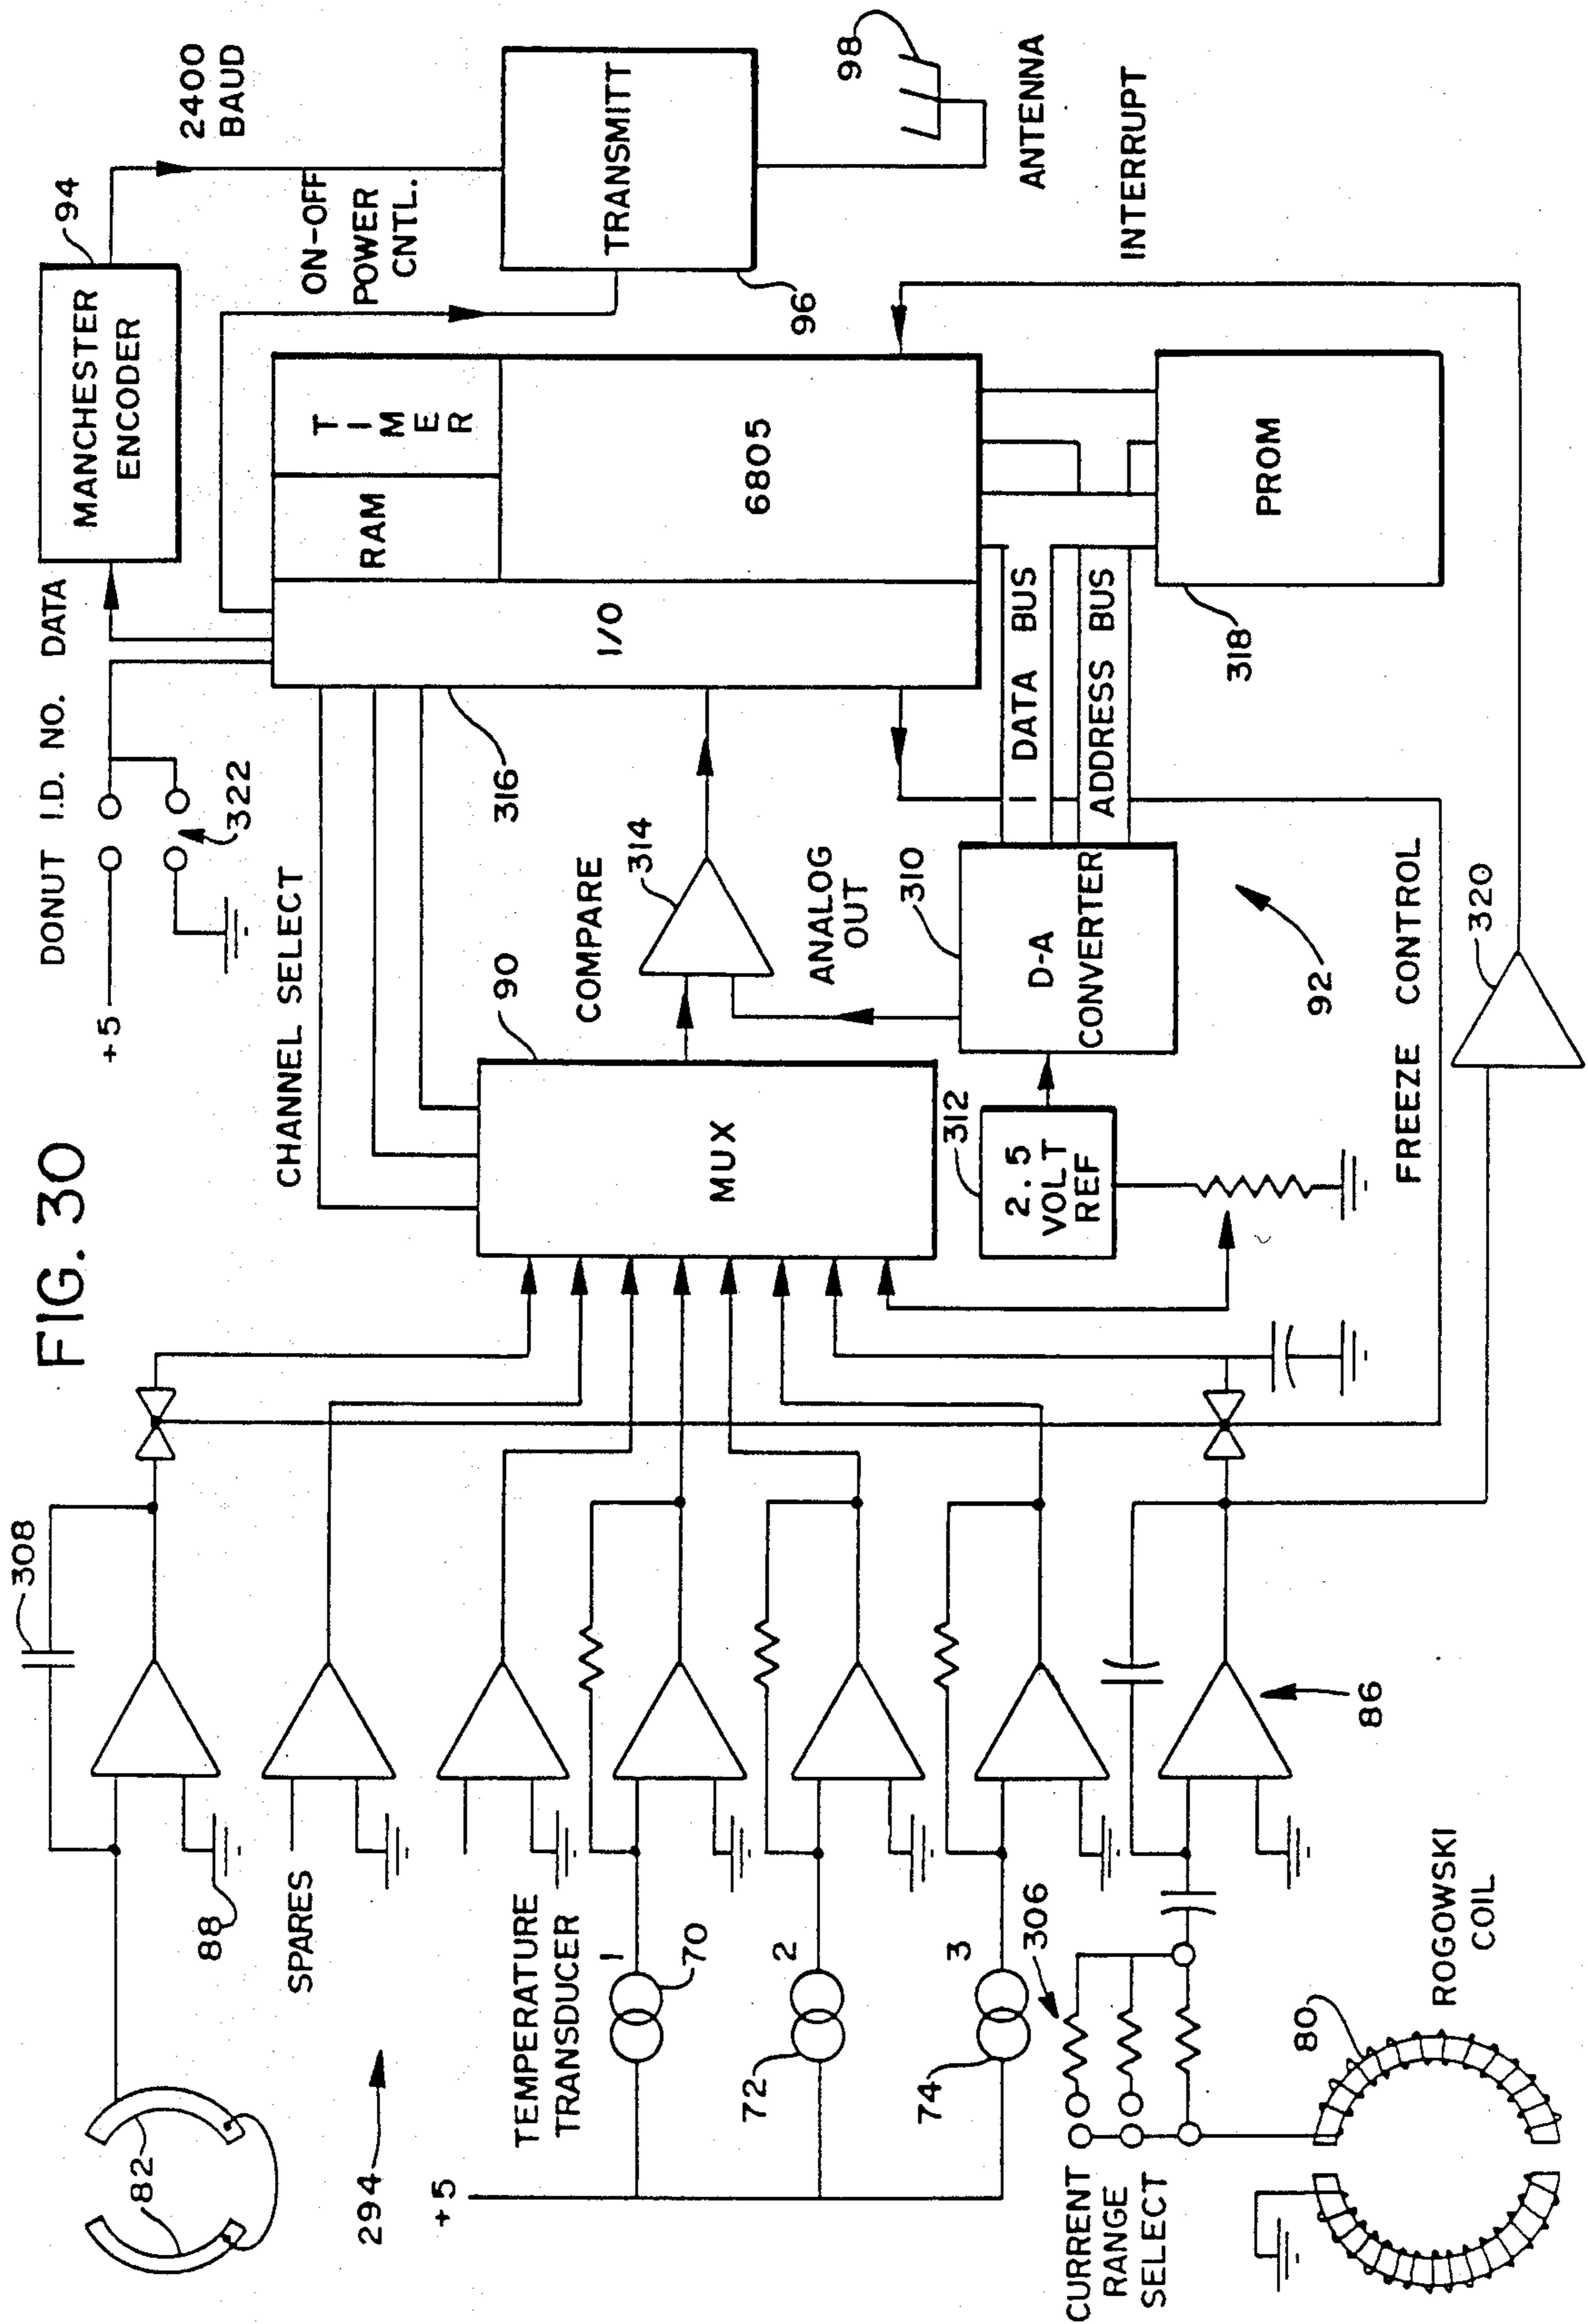 FIG. 30
308
88
82
294
SPARES
+5
TEMPERATURE
TRANSDUCER
1
70
2
72
3
74
CURRENT
RANGE
SELECT
306
80
ROGOWSKI
COIL
86
+5
DONUT I.D. NO.
322
DATA
MANCHESTER
ENCODER
94
2400
BAUD
CHANNEL SELECT
MUX
90
COMPARE
314
316
I/O
RAM
TIMER
6805
ON-OFF
POWER
CNTL.
TRANSMITT
96
98
ANTENNA
INTERRUPT
ANALOG
OUT
310
D-A
CONVERTER
312
2.5
VOLT
REF
92
DATA BUS
ADDRESS BUS
PROM
318
FREEZE CONTROL
320